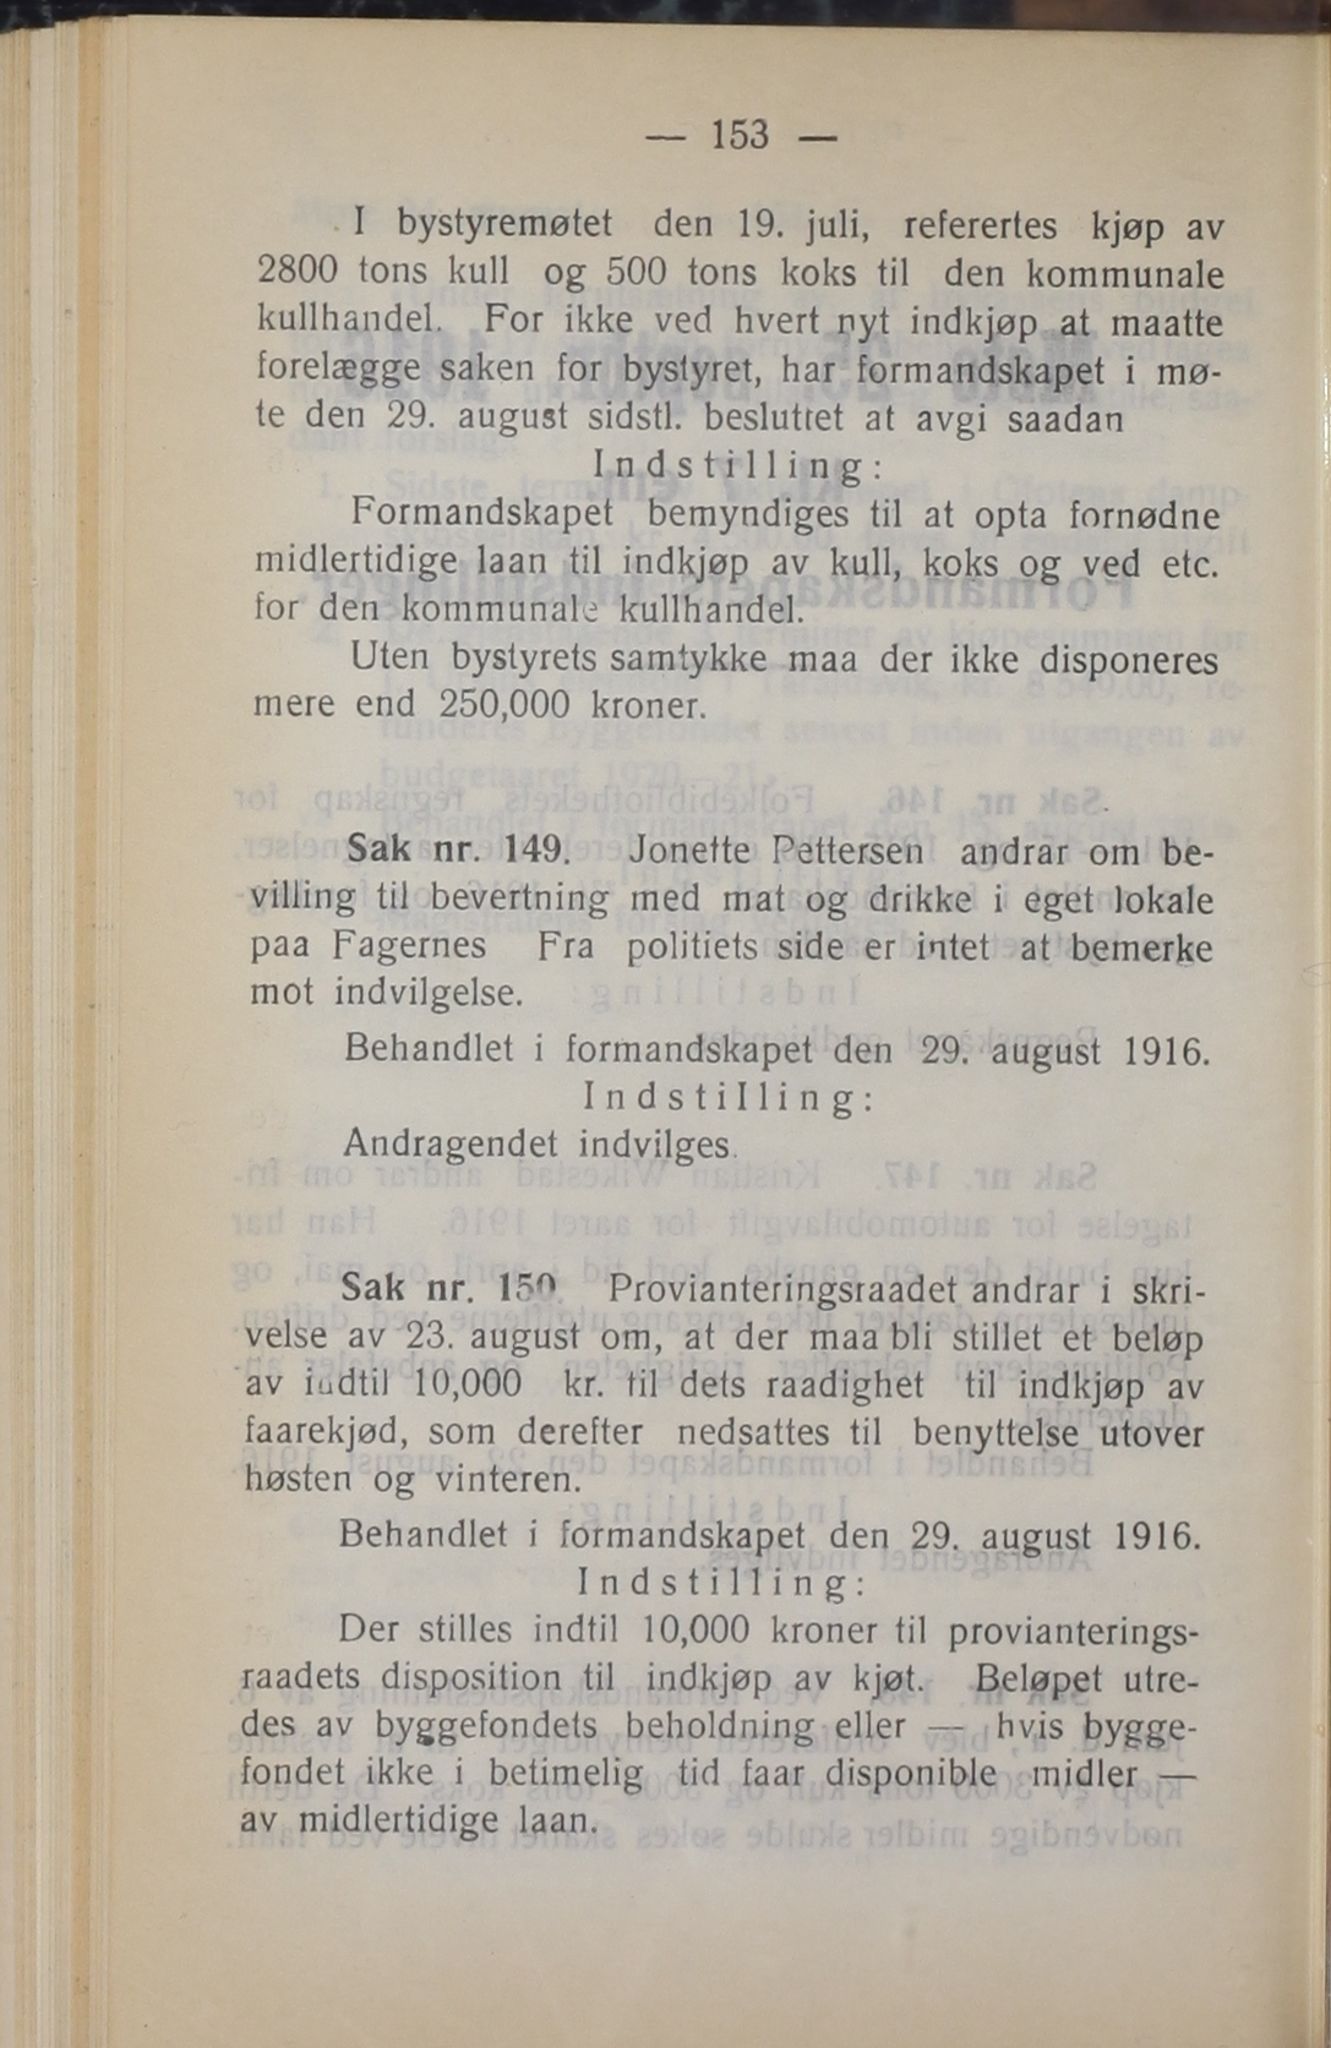 — 153 —
I bystyremøtet den 19. juli, referertes kjøp av
2800 tons kull og 500 tons koks til den kommunale
kullhandel. For ikke ved hvert nyt indkjøp at maatte
forelægge saken for bystyret, har formandskapet i mø-
te den 29. august sidstl. besluttet at avgi saadan
Indstilling:
Formandskapet bemyndiges til at opta fornødne
midlertidige laan til indkjøp av kull, koks og ved etc.
for den kommunale kullhandel.
Uten bystyrets samtykke maa der ikke disponeres
mere end 250,000 kroner.
Sak nr. 149. Jonette Pettersen andrar om be-
villing til bevertning med mat og drikke i eget lokale
paa Fagernes Fra politiets side er intet at bemerke
mot indvilgelse.
Behandlet i formandskapet den 29. august 1916.
Indstilling:
Andragendet indvilges.
Sak nr. 150. Provianteringsraadet andrar i skri-
velse av 23. august om, at der maa bli stillet et beløp
av indtil 10,000 kr. til dets raadighet til indkjøp av
faarekjød, som derefter nedsattes til benyttelse utover
høsten og vinteren.
Behandlet i formandskapet den 29. august 1916.
Indstilling:
Der stilles indtil 10,000 kroner til provianterings-
raadets disposition til indkjøp av kjøt. Beløpet utre-
des av byggefondets beholdning eller — hvis bygge-
fondet ikke i betimelig tid faar disponible midler —
av midlertidige laan.